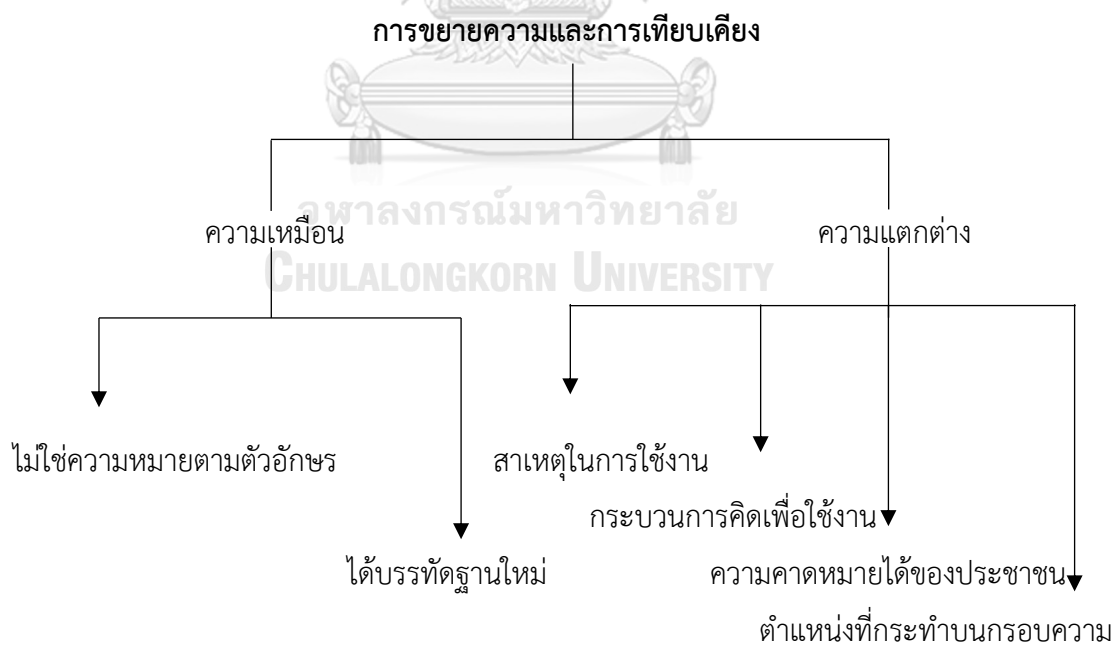 การขยายความและการเทียบเคียง
จุฬาลงกรณ์มหาวิทยาลัย
ความเหมือน
ความแตกต่าง
CHULALONGKORN UNIVERSITY
ไม่ใช่ความหมายตามตัวอักษร
สาเหตุในการใช้งาน
กระบวนการคิดเพื่อใช้งาน
ได้บรรทัดฐานใหม่
ความคาดหมายได้ของประชาชน
ตำแหน่งที่กระทำบนกรอบความ